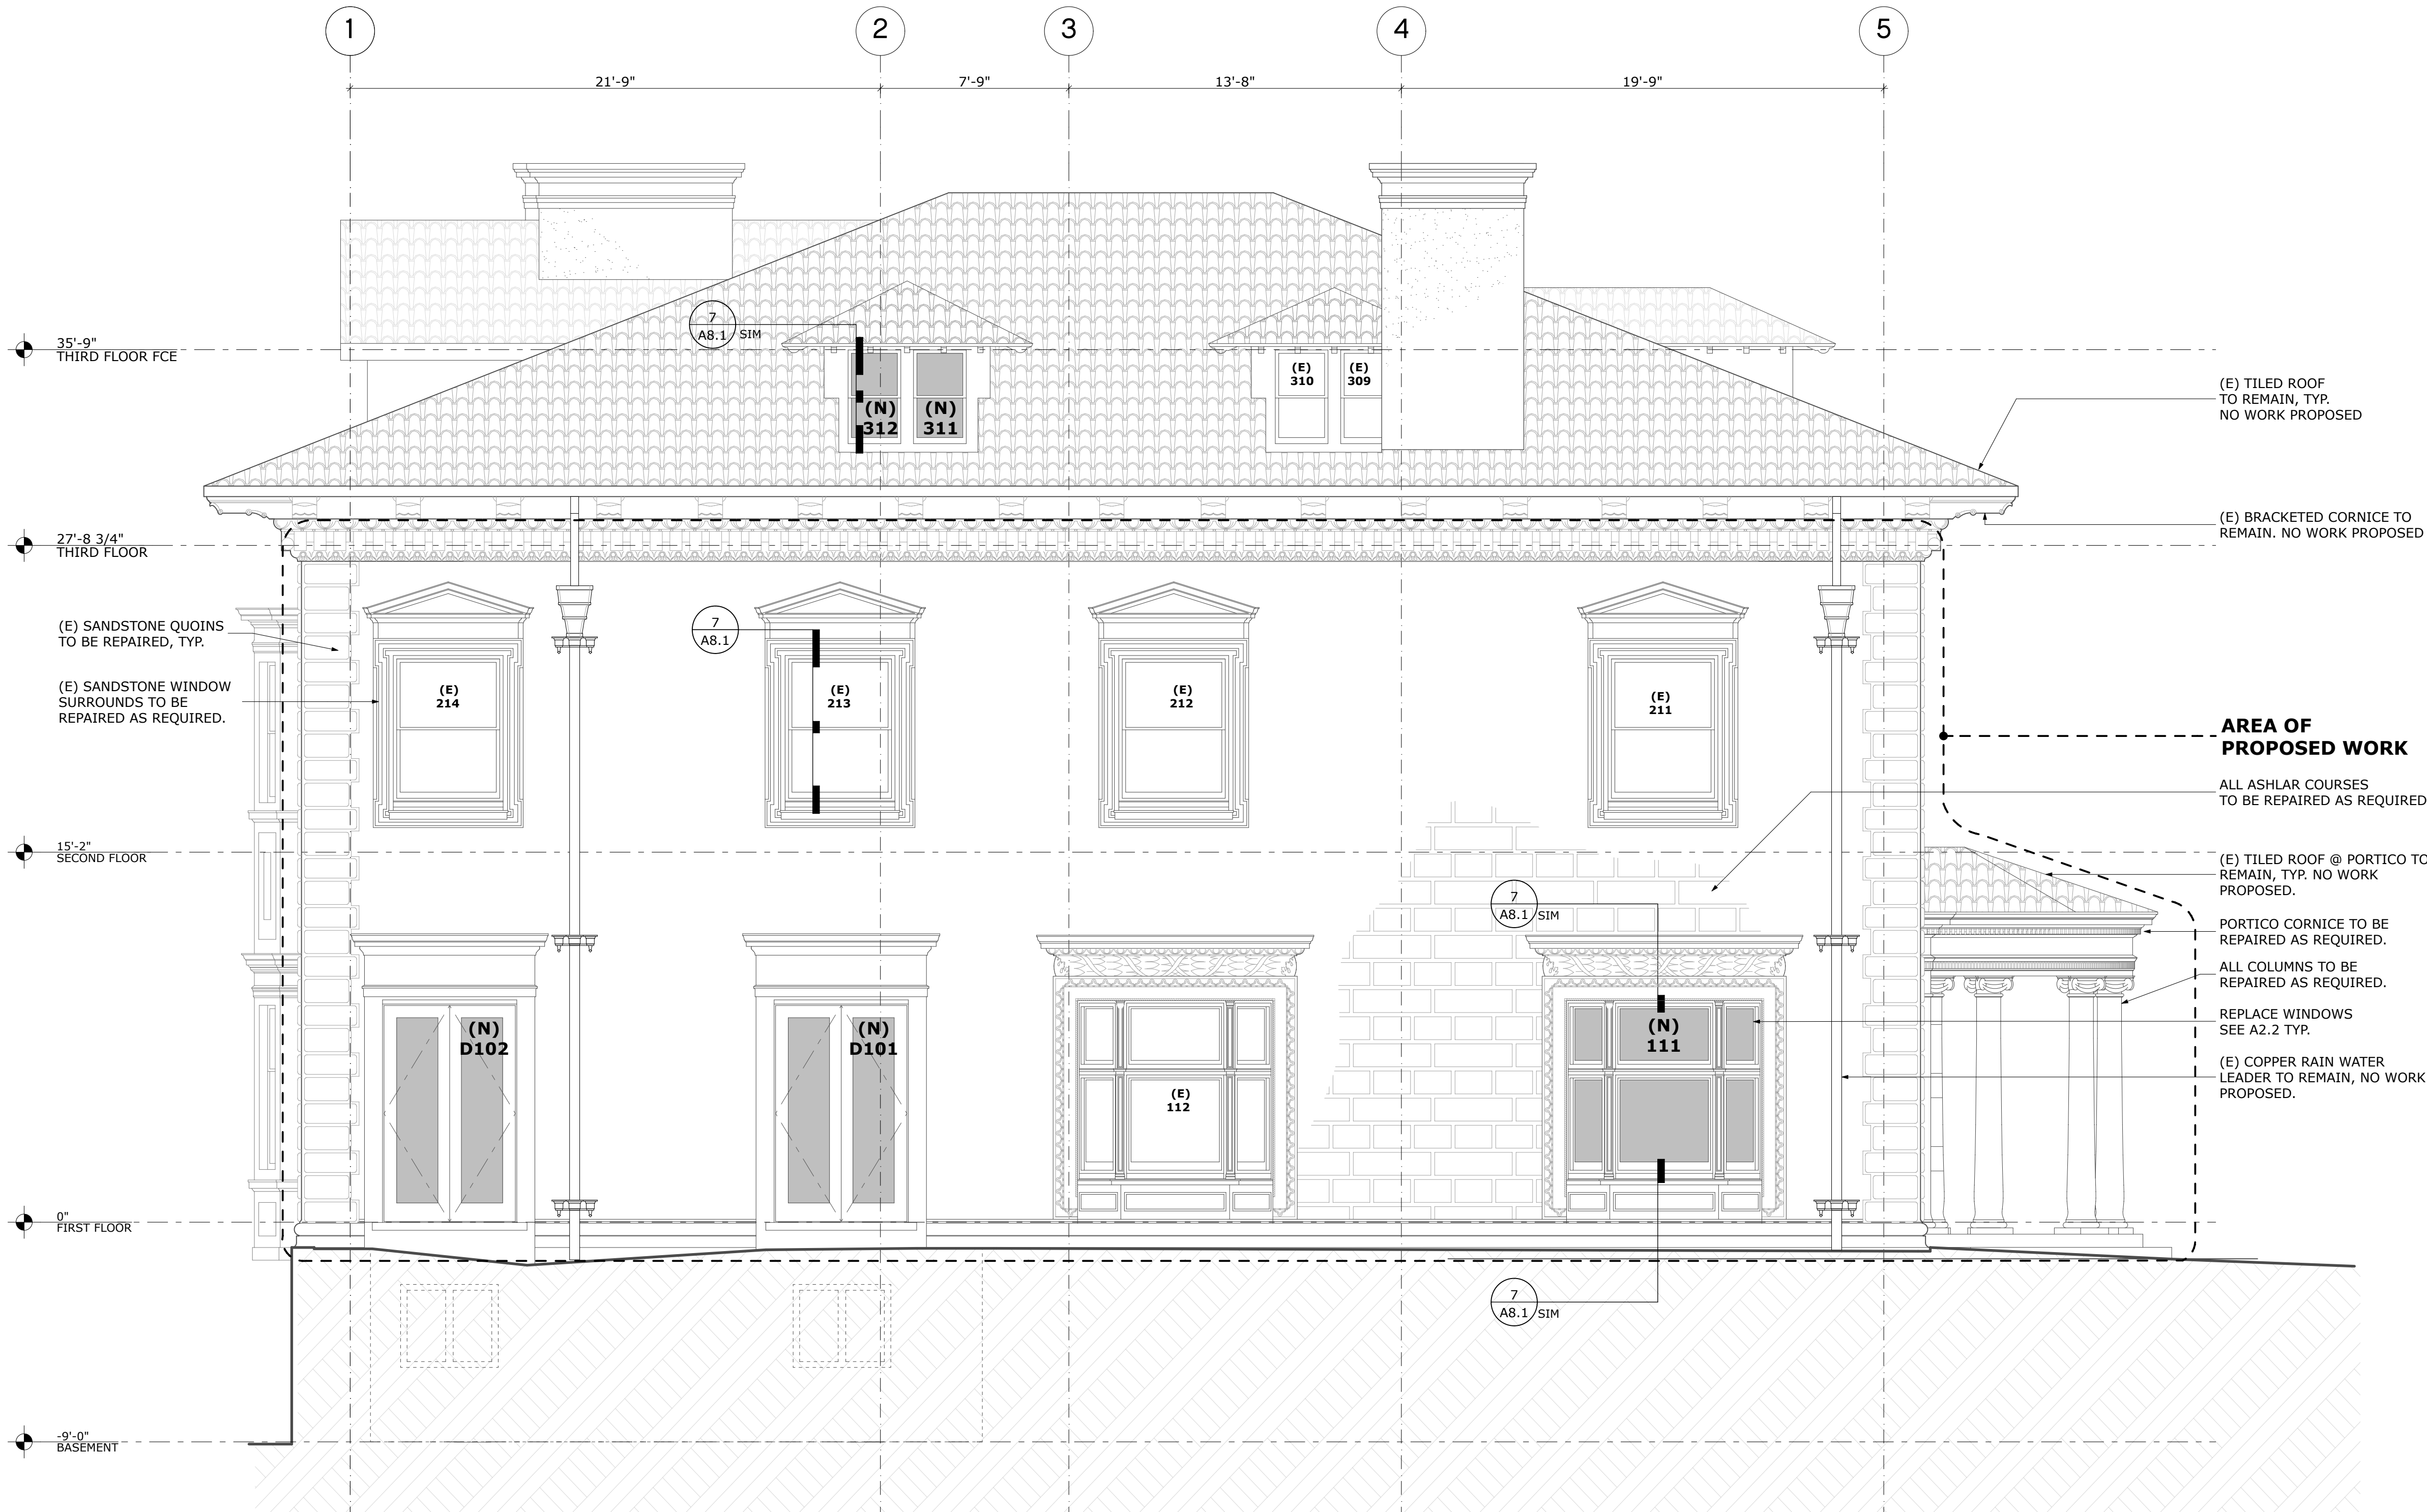 1
2
3
4
5
21'-9"
7'-9"
13'-8"
19'-9"
7
A8.1 SIM
35'-9"
THIRD FLOOR FCE
(E)
310
(E)
309
(N)
312
(N)
311
(E) TILED ROOF
TO REMAIN, TYP.
NO WORK PROPOSED
(E) BRACKETED CORNICE TO
REMAIN. NO WORK PROPOSED
27'-8 3/4"
THIRD FLOOR
(E) SANDSTONE QUOINS
TO BE REPAIRED, TYP.
7
A8.1
(E) SANDSTONE WINDOW
SURROUNDS TO BE
REPAIRED AS REQUIRED.
(E)
214
(E)
213
(E)
212
(E)
211
AREA OF
PROPOSED WORK
ALL ASHLAR COURSES
TO BE REPAIRED AS REQUIRED
15'-2"
SECOND FLOOR
(E) TILED ROOF @ PORTICO TO
REMAIN, TYP. NO WORK
PROPOSED.
7
A8.1 SIM
PORTICO CORNICE TO BE
REPAIRED AS REQUIRED.
ALL COLUMNS TO BE
REPAIRED AS REQUIRED.
(N)
D102
(N)
D101
(E)
112
(N)
111
REPLACE WINDOWS
SEE A2.2 TYP.
(E) COPPER RAIN WATER
LEADER TO REMAIN, NO WORK
PROPOSED.
0"
FIRST FLOOR
7
A8.1 SIM
-9'-0"
BASEMENT